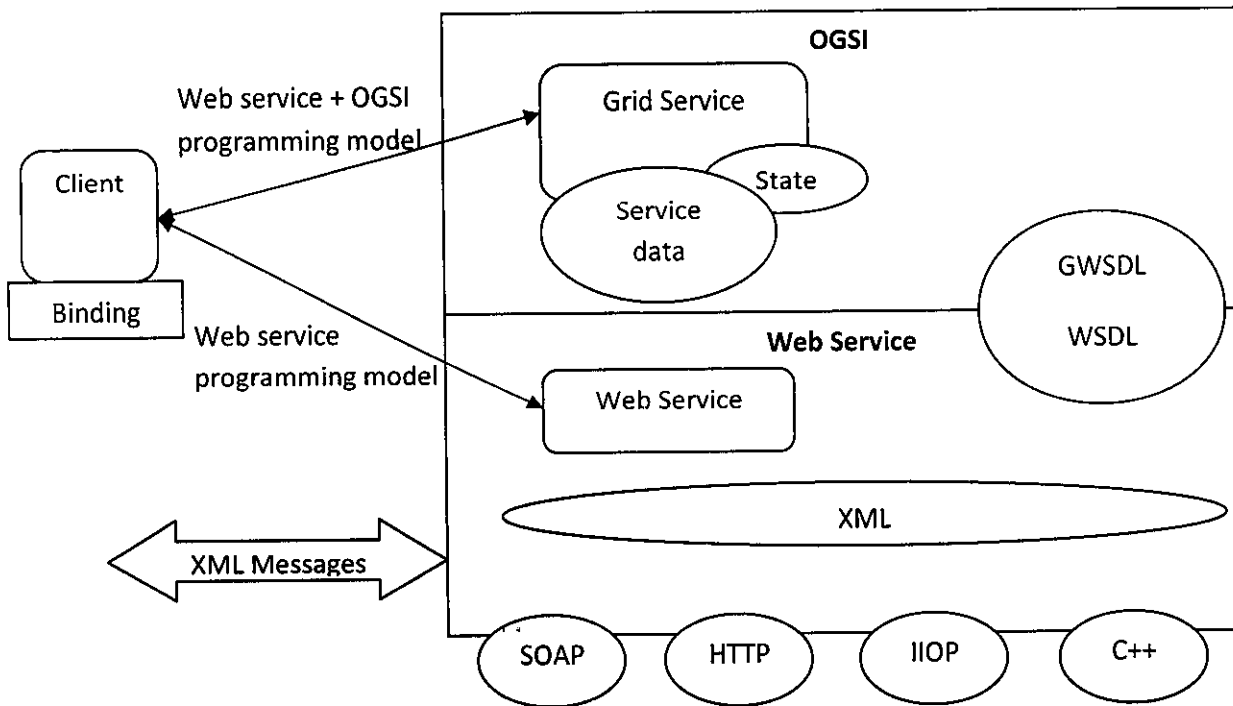 OGSI
Web service + OGSI
programming model
Grid Service
Client
State
Service
data
GWSDL
Binding
WSDL
Web service
programming model
Web Service
Web Service
XML
XML Messages
SOAP
HTTP
IIOP
C++